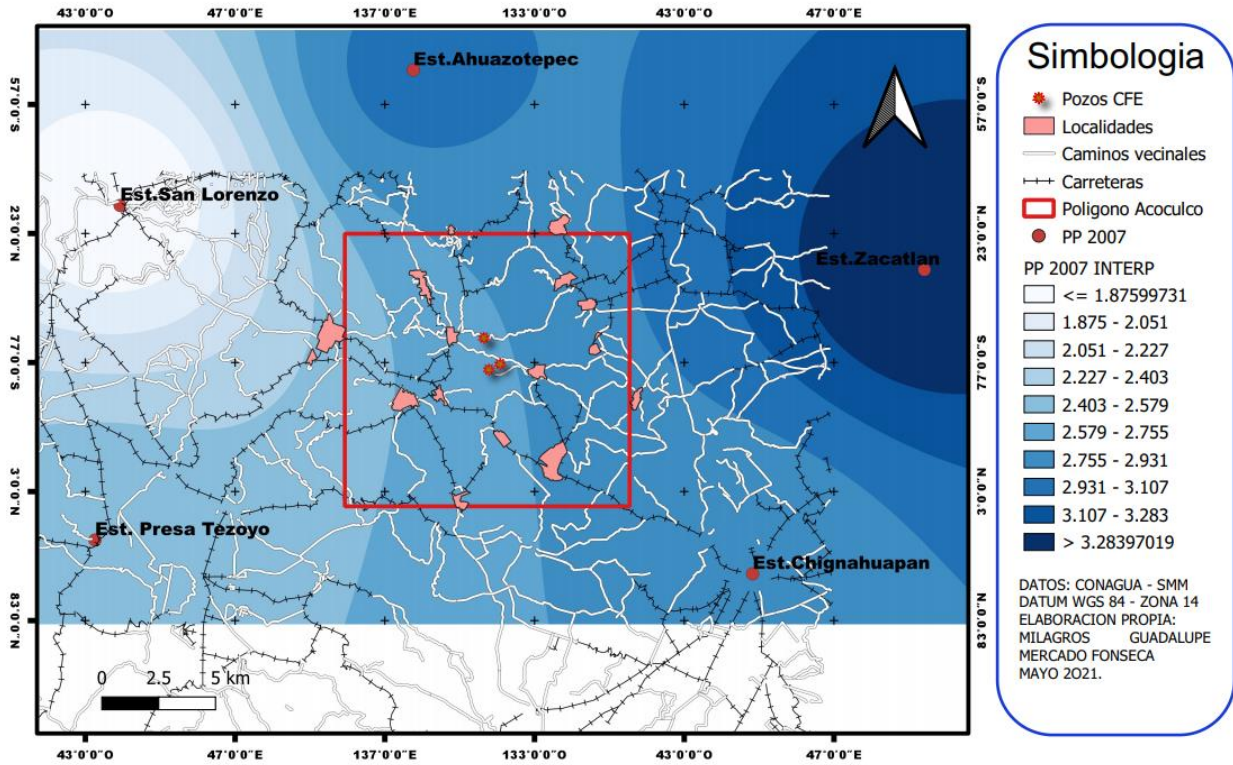 43°0'0"E 47°0'0"E 137°0'0"E 133°0'0"E 43°0'0"E 47°0'0"E
57°0'0"S
23°0'0"N
77°0'0"S
3°0'0"N
83°0'0"N
Est.Ahuazotepec
Est.San Lorenzo
Est.Zacatlan
Est. Presa Tezoyo
Est.Chignahuapan
0 2.5 5 km
57°0'0"S
23°0'0"N
77°0'0"S
3°0'0"N
83°0'0"N
43°0'0"E 47°0'0"E 137°0'0"E 133°0'0"E 43°0'0"E 47°0'0"E
Simbologia
Pozos CFE
Localidades
Caminos vecinales
Carreteras
Poligono Acoculco
PP 2007
PP 2007 INTERP
<= 1.87599731
1.875 - 2.051
2.051 - 2.227
2.227 - 2.403
2.403 - 2.579
2.579 - 2.755
2.755 - 2.931
2.931 - 3.107
3.107 - 3.283
> 3.28397019
DATOS: CONAGUA - SMM
DATUM WGS 84 - ZONA 14
ELABORACION PROPIA:
MILAGROS GUADALUPE
MERCADO FONSECA
MAYO 2021.